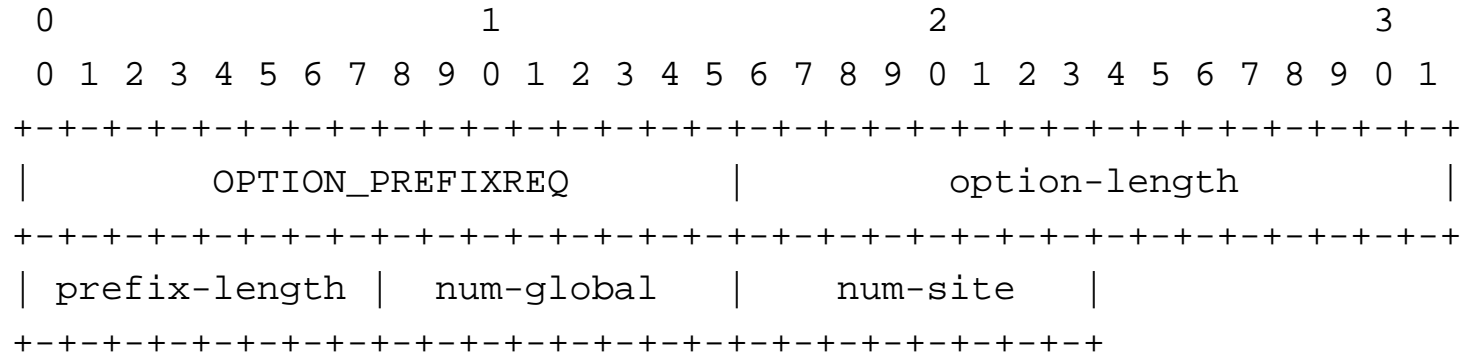 0                   1                   2                   3
 0 1 2 3 4 5 6 7 8 9 0 1 2 3 4 5 6 7 8 9 0 1 2 3 4 5 6 7 8 9 0 1
+-+-+-+-+-+-+-+-+-+-+-+-+-+-+-+-+-+-+-+-+-+-+-+-+-+-+-+-+-+-+-+-+
|        OPTION_PREFIXREQ       |         option-length         |
+-+-+-+-+-+-+-+-+-+-+-+-+-+-+-+-+-+-+-+-+-+-+-+-+-+-+-+-+-+-+-+-+
| prefix-length |  num-global   |    num-site   |
+-+-+-+-+-+-+-+-+-+-+-+-+-+-+-+-+-+-+-+-+-+-+-+-+